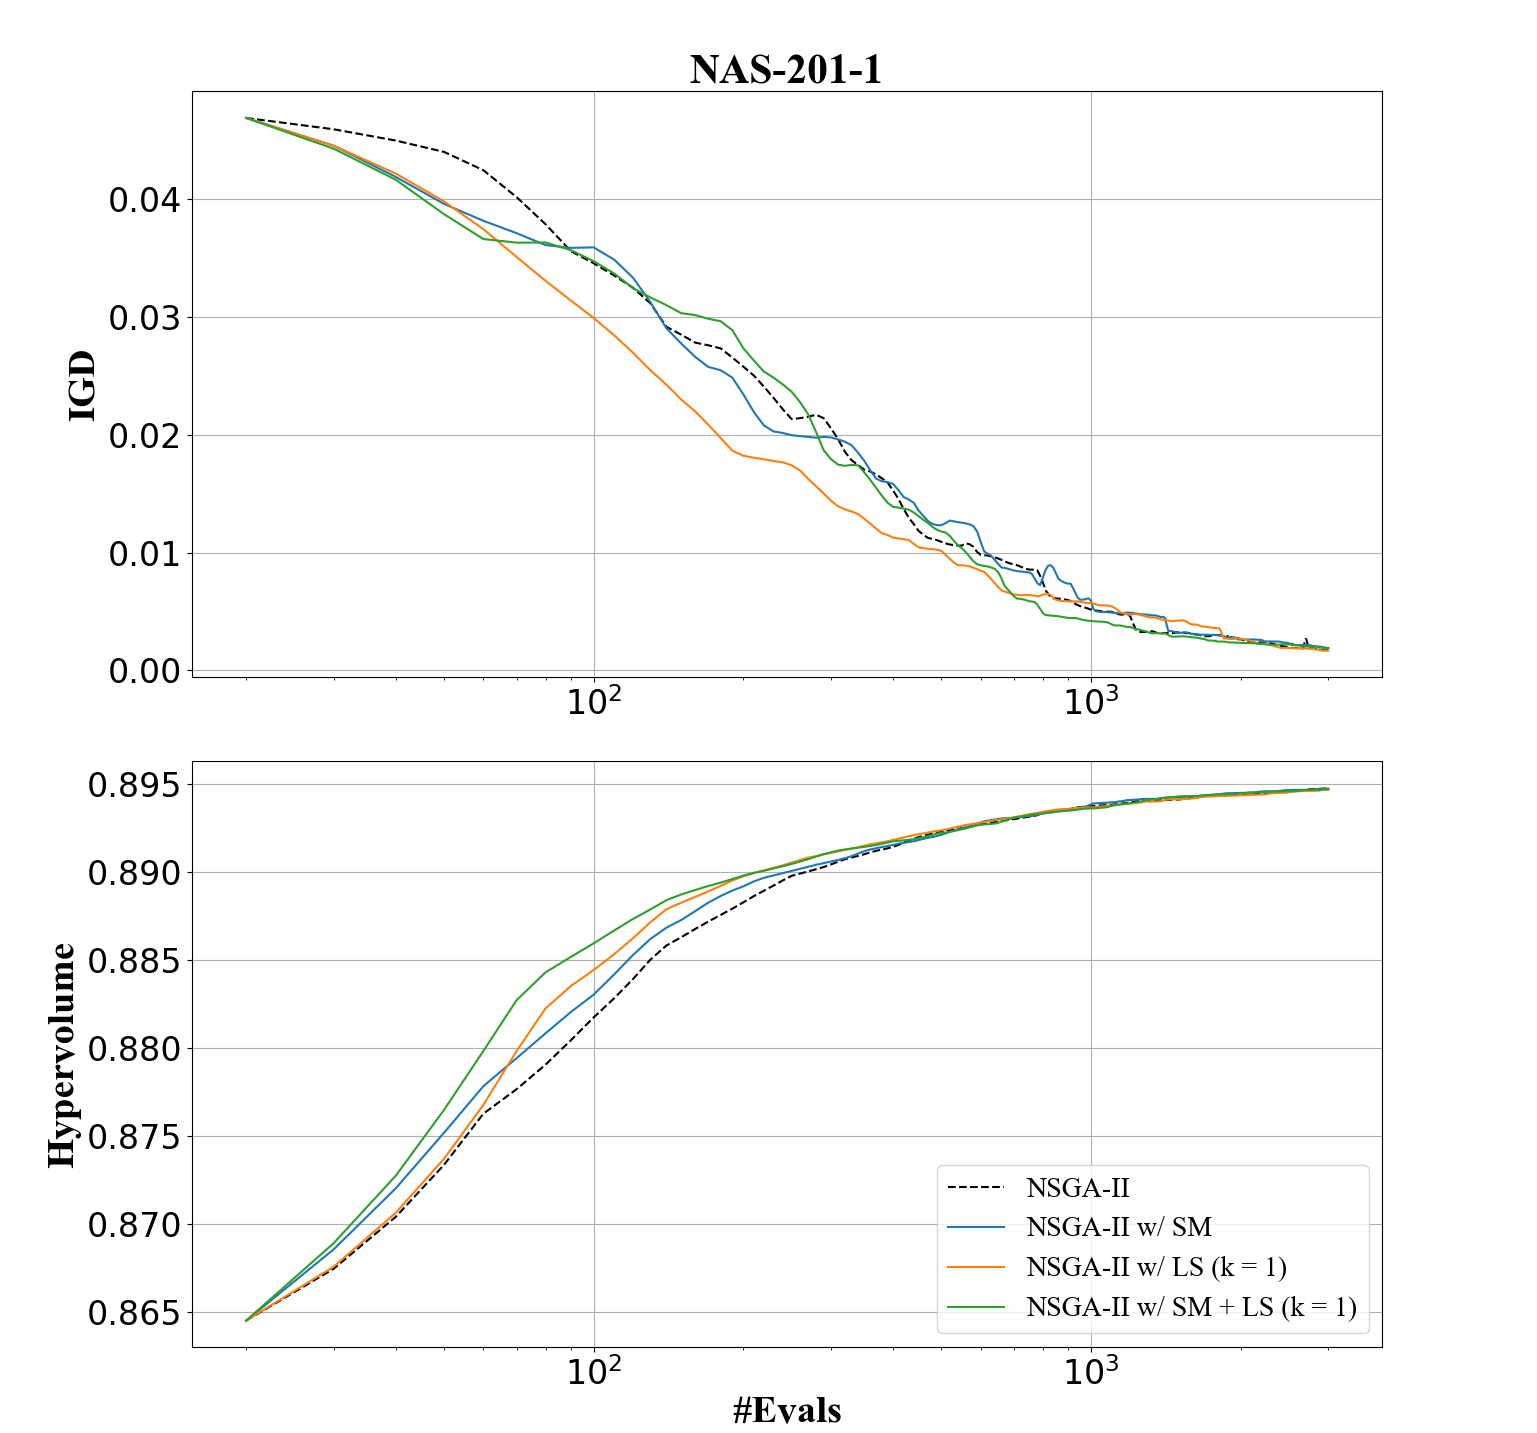 NAS-201-1
IGD
0.04
0.03
0.02
0.01
0.00
10²
10³
Hypervolume
0.895
0.890
0.885
0.880
0.875
0.870
0.865
NSGA-II
NSGA-II w/ SM
NSGA-II w/ LS (k = 1)
NSGA-II w/ SM + LS (k = 1)
10²
10³
#Evals